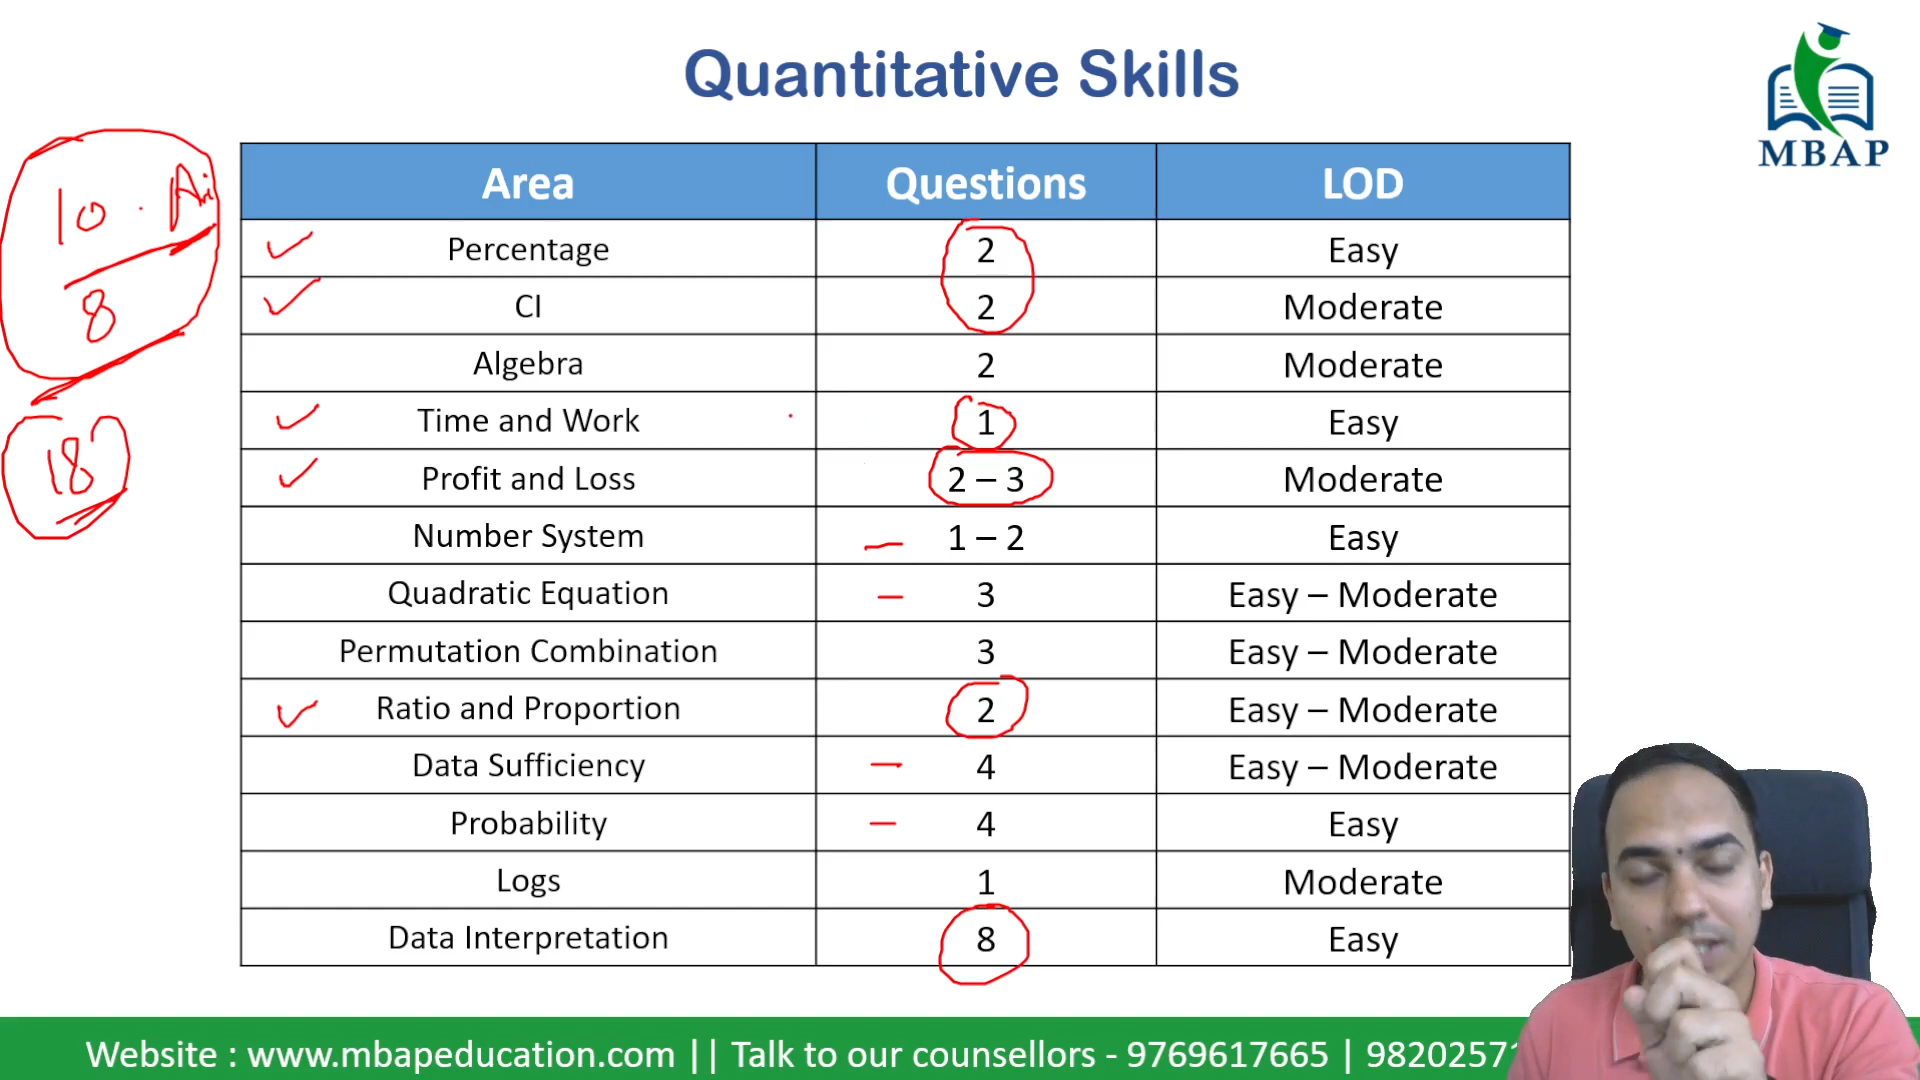 Quantitative Skills
MBAP
10 Ari
8
18
Area Questions LOD
Percentage 2 Easy
CI 2 Moderate
Algebra 2 Moderate
Time and Work 1 Easy
Profit and Loss 2 – 3 Moderate
Number System 1 – 2 Easy
Quadratic Equation 3 Easy – Moderate
Permutation Combination 3 Easy – Moderate
Ratio and Proportion 2 Easy – Moderate
Data Sufficiency 4 Easy – Moderate
Probability 4 Easy
Logs 1 Moderate
Data Interpretation 8 Easy
Website : www.mbapeducation.com || Talk to our counsellors - 9769617665 | 98202571